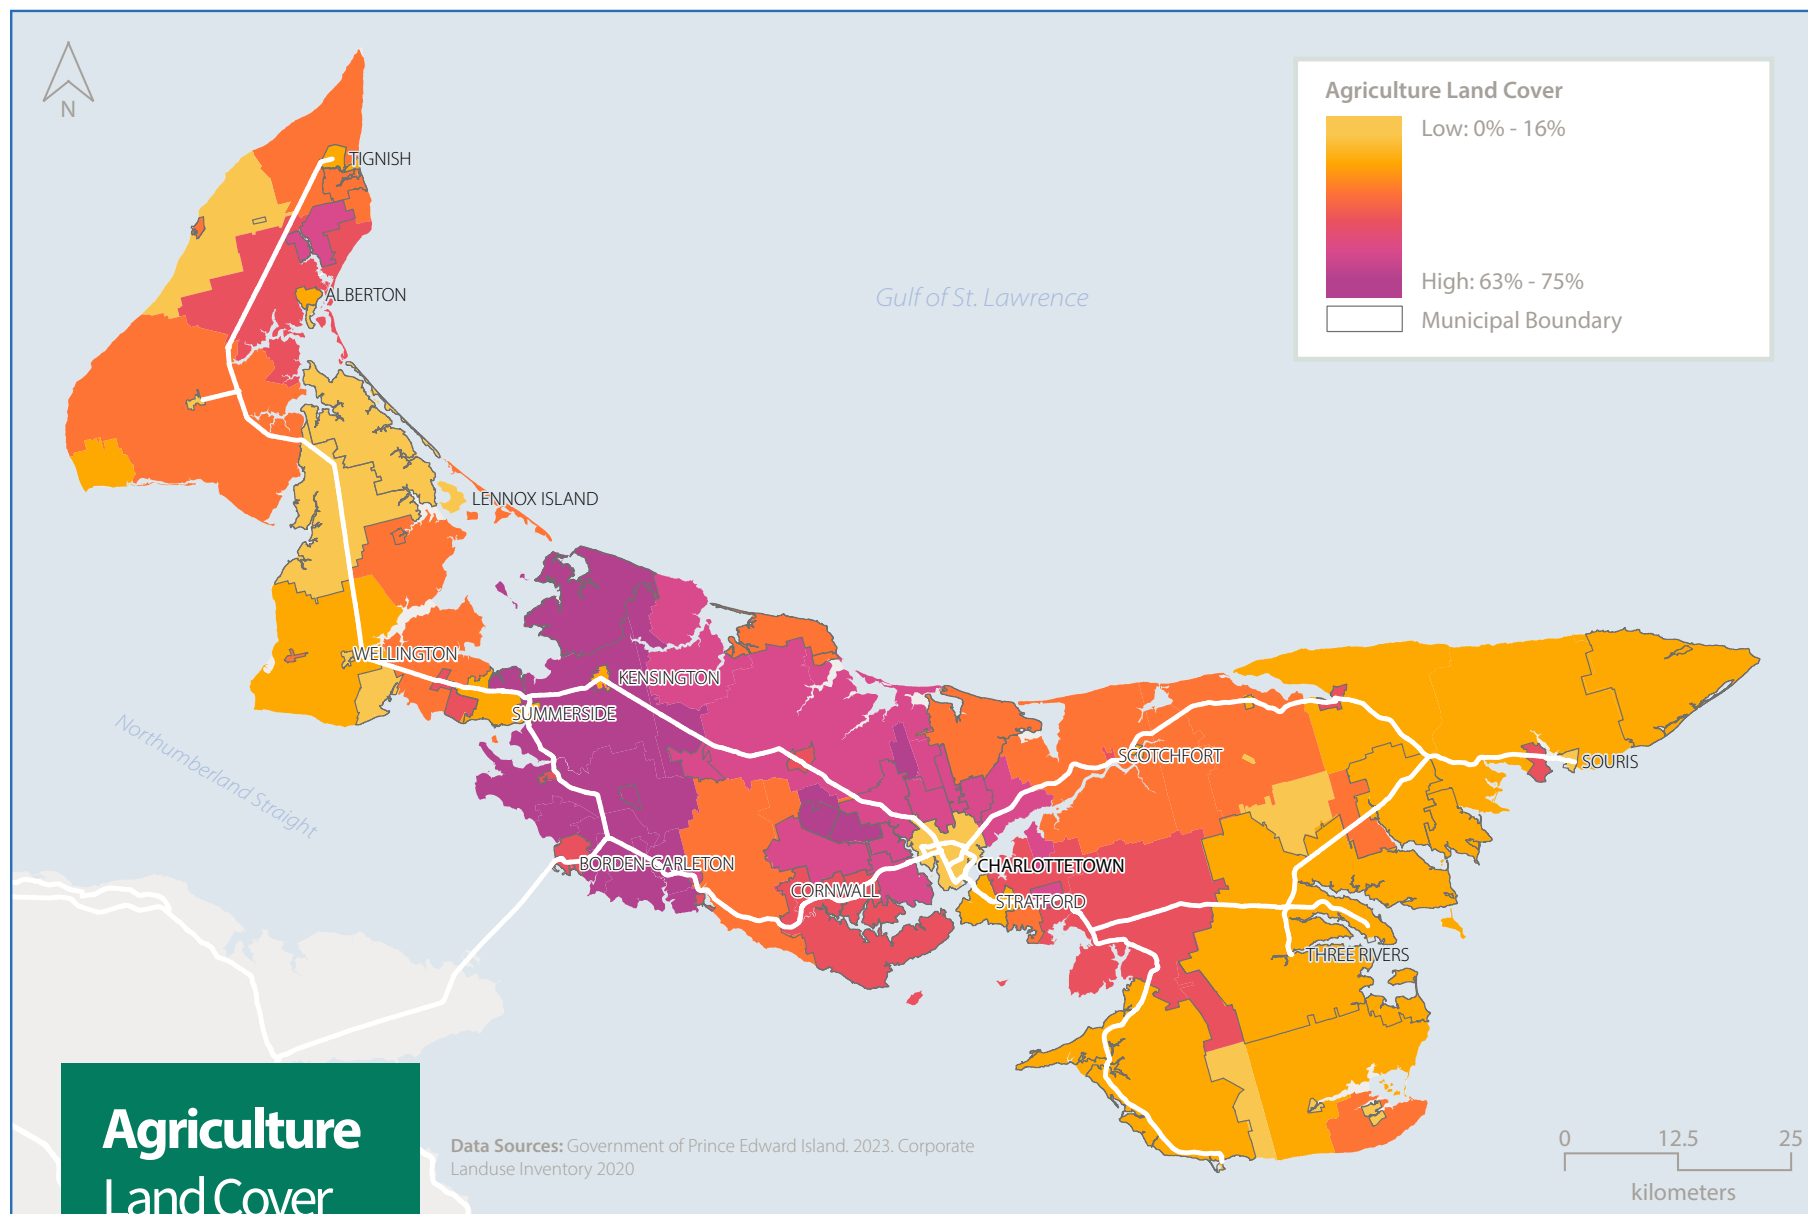 N
TIGNISH
ALBERTON
LENNOX ISLAND
WELLINGTON
KENSINGTON
SUMMERSIDE
BORDEN-CARLETON
CORNWALL
CHARLOTTETOWN
STRATFORD
SCOTCHFORT
SOURIS
THREE RIVERS
Gulf of St. Lawrence
Northumberland Straight
Agriculture Land Cover
Low: 0% - 16%
High: 63% - 75%
Municipal Boundary
Agriculture
Land Cover
Data Sources: Government of Prince Edward Island. 2023. Corporate
Landuse Inventory 2020
0 12.5 25
kilometers